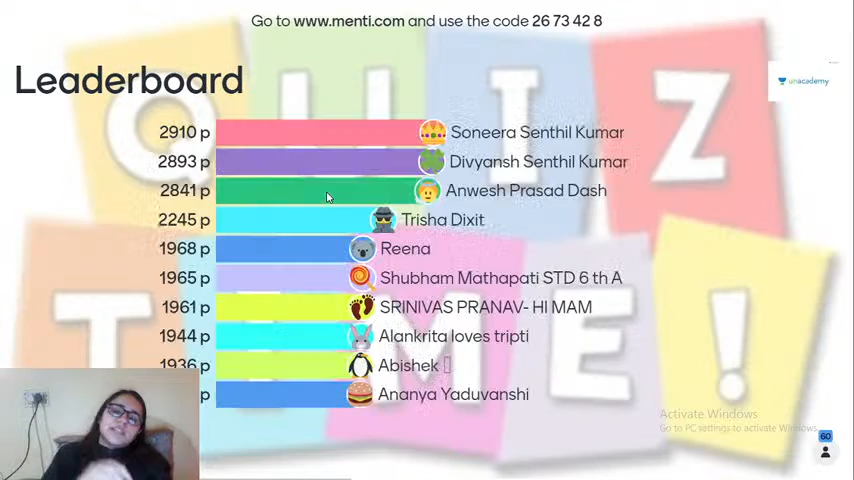 Go to www.menti.com and use the code 26 73 42 8
Leaderboard
unacademy
QUIZ
TIME!
2910 p Soneera Senthil Kumar
2893 p Divyansh Senthil Kumar
2841 p Anwesh Prasad Dash
2245 p Trisha Dixit
1968 p Reena
1965 p Shubham Mathapati STD 6 th A
1961 p SRINIVAS PRANAV- HI MAM
1944 p Alankrita loves tripti
1936 p Abishek
p Ananya Yaduvanshi
Activate Windows
Go to PC settings to activate Windows.
60